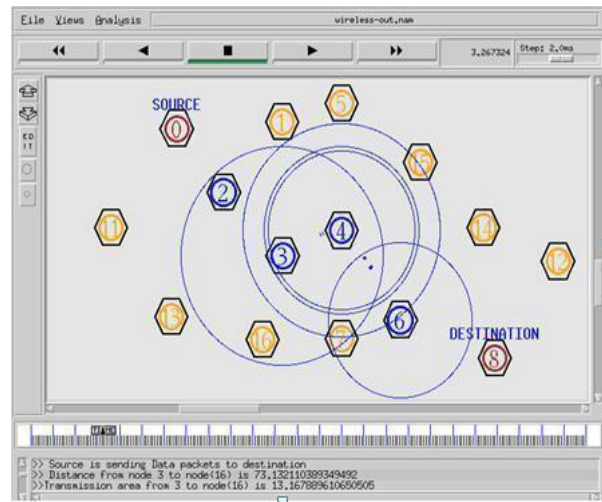 File Views Analysis wireless-out.nam
3.267324 Step: 2.0ms
ED
IT
SOURCE
0
1
5
15
2
11
4
14
3
12
13
16
7
6
DESTINATION
8
>> Source is sending Data packets to destination
>> Distance from node 3 to node(16) is 73.132110389349492
>>Transmission area from 3 to node(16) is 13.167889610650505